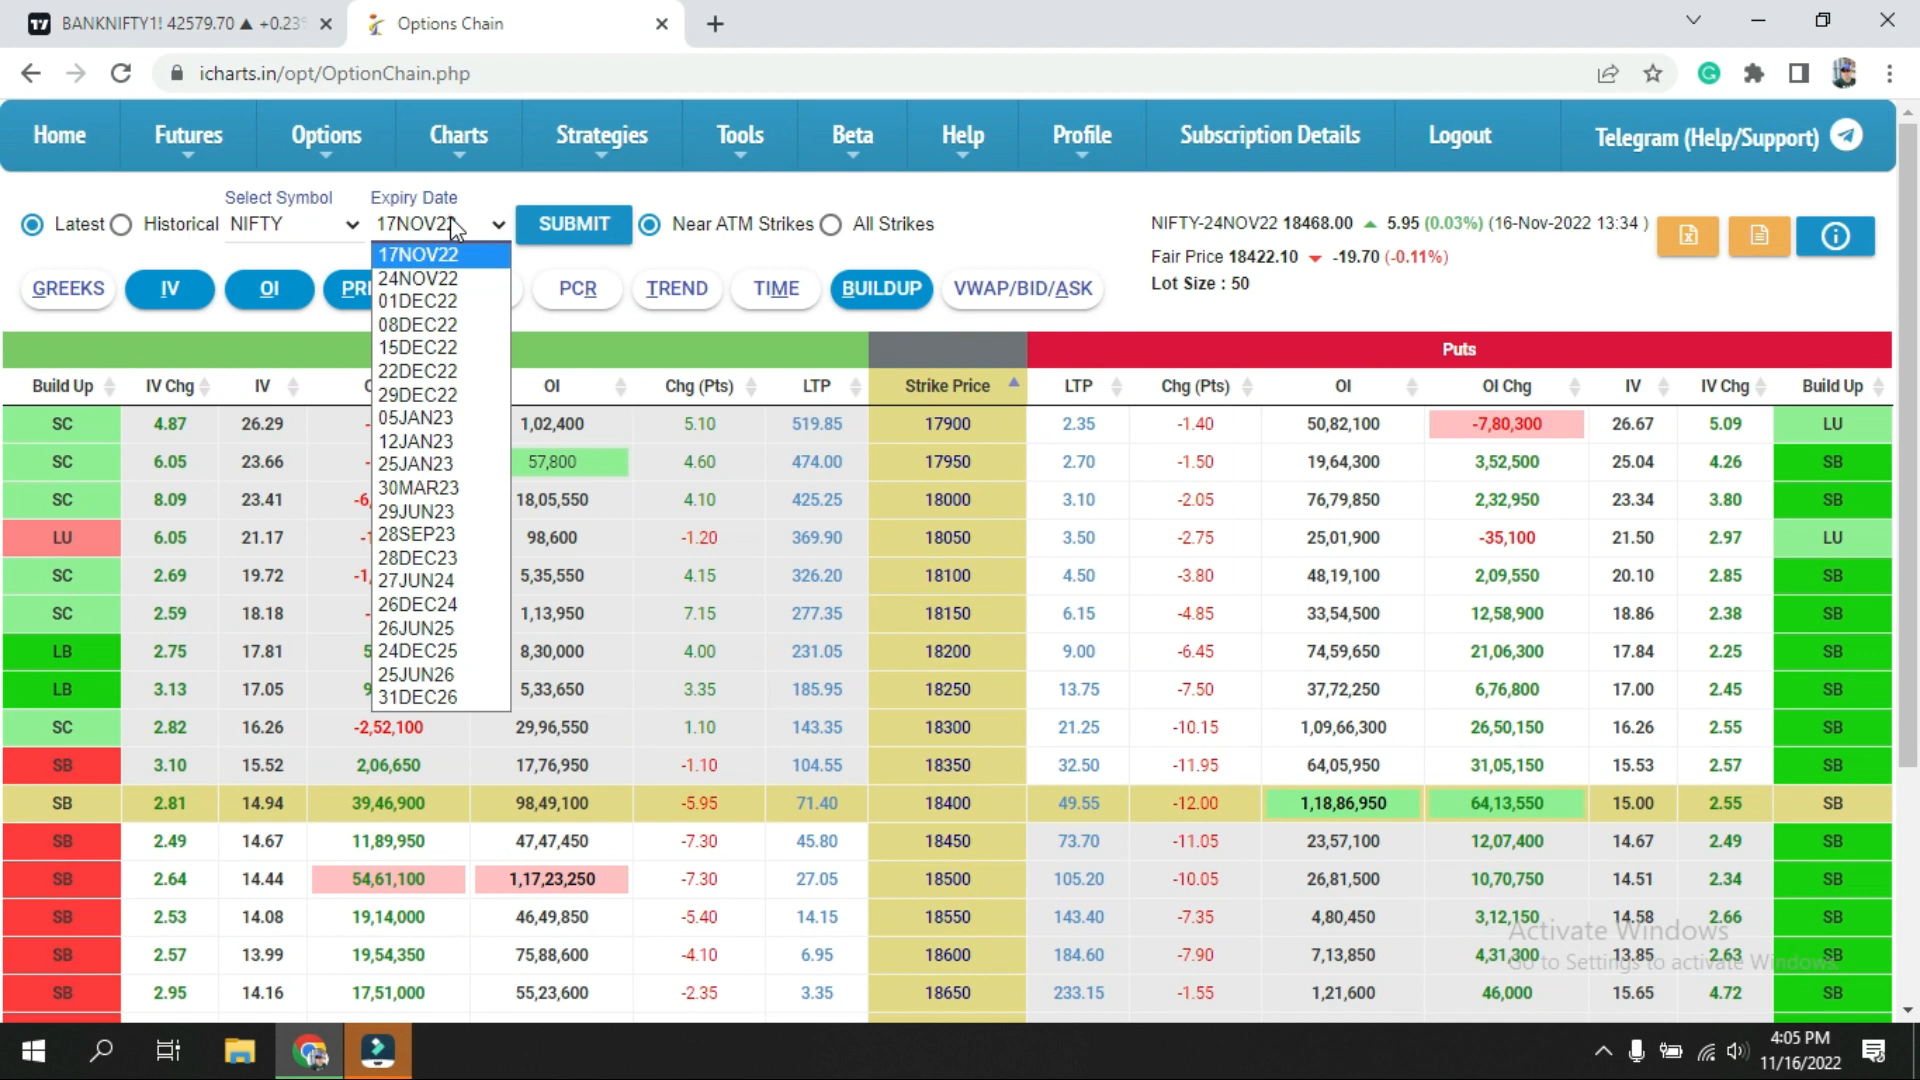 BANKNIFTY1! 42579.70 ▲ +0.23%
Options Chain
icharts.in/opt/OptionChain.php
Home Futures Options Charts Strategies Tools Beta Help Profile Subscription Details Logout Telegram (Help/Support)
Select Symbol Expiry Date
Latest Historical NIFTY 17NOV22 SUBMIT Near ATM Strikes All Strikes
NIFTY-24NOV22 18468.00 ▲ 5.95 (0.03%) (16-Nov-2022 13:34 )
Fair Price 18422.10 ▼ -19.70 (-0.11%)
Lot Size : 50
GREEKS IV OI PRI PCR TREND TIME BUILDUP VWAP/BID/ASK
17NOV22
24NOV22
01DEC22
08DEC22
15DEC22
22DEC22
29DEC22
05JAN23
12JAN23
25JAN23
30MAR23
29JUN23
28SEP23
28DEC23
27JUN24
26DEC24
26JUN25
24DEC25
25JUN26
31DEC26
Puts
Build Up IV Chg IV OI Chg (Pts) LTP Strike Price LTP Chg (Pts) OI OI Chg IV IV Chg Build Up
SC 4.87 26.29 - 1,02,400 5.10 519.85 17900 2.35 -1.40 50,82,100 -7,80,300 26.67 5.09 LU
SC 6.05 23.66 - 57,800 4.60 474.00 17950 2.70 -1.50 19,64,300 3,52,500 25.04 4.26 SB
SC 8.09 23.41 -6, 18,05,550 4.10 425.25 18000 3.10 -2.05 76,79,850 2,32,950 23.34 3.80 SB
LU 6.05 21.17 -1 98,600 -1.20 369.90 18050 3.50 -2.75 25,01,900 -35,100 21.50 2.97 LU
SC 2.69 19.72 -1, 5,35,550 4.15 326.20 18100 4.50 -3.80 48,19,100 2,09,550 20.10 2.85 SB
SC 2.59 18.18 - 1,13,950 7.15 277.35 18150 6.15 -4.85 33,54,500 12,58,900 18.86 2.38 SB
LB 2.75 17.81 5 8,30,000 4.00 231.05 18200 9.00 -6.45 74,59,650 21,06,300 17.84 2.25 SB
LB 3.13 17.05 9 5,33,650 3.35 185.95 18250 13.75 -7.50 37,72,250 6,76,800 17.00 2.45 SB
SC 2.82 16.26 -2,52,100 29,96,550 1.10 143.35 18300 21.25 -10.15 1,09,66,300 26,50,150 16.26 2.55 SB
SB 3.10 15.52 2,06,650 17,76,950 -1.10 104.55 18350 32.50 -11.95 64,05,950 31,05,150 15.53 2.57 SB
SB 2.81 14.94 39,46,900 98,49,100 -5.95 71.40 18400 49.55 -12.00 1,18,86,950 64,13,550 15.00 2.55 SB
SB 2.49 14.67 11,89,950 47,47,450 -7.30 45.80 18450 73.70 -11.05 23,57,100 12,07,400 14.67 2.49 SB
SB 2.64 14.44 54,61,100 1,17,23,250 -7.30 27.05 18500 105.20 -10.05 26,81,500 10,70,750 14.51 2.34 SB
SB 2.53 14.08 19,14,000 46,49,850 -5.40 14.15 18550 143.40 -7.35 4,80,450 3,12,150 14.58 2.66 SB
SB 2.57 13.99 19,54,350 75,88,600 -4.10 6.95 18600 184.60 -7.90 7,13,850 4,31,300 13.85 2.63 SB
SB 2.95 14.16 17,51,000 55,23,600 -2.35 3.35 18650 233.15 -1.55 1,21,600 46,000 15.65 4.72 SB
Activate Windows
Go to Settings to activate Windows.
4:05 PM
11/16/2022